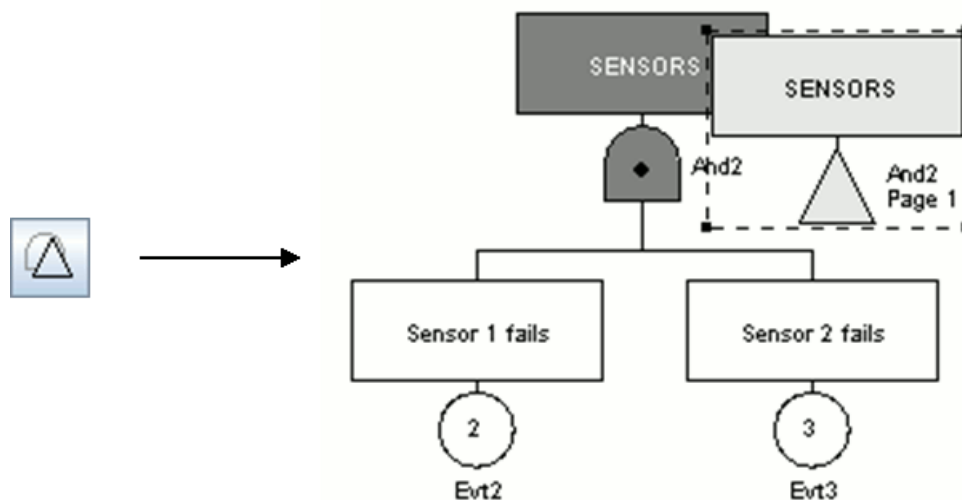 SENSORS
SENSORS
And2
And2
Page 1
Sensor 1 fails
Sensor 2 fails
2
3
Evt2
Evt3